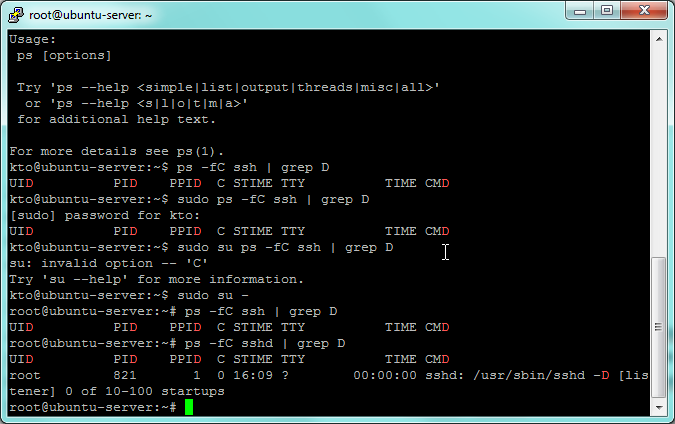 root@ubuntu-server: ~
Usage:
 ps [options]

 Try 'ps --help <simple|list|output|threads|misc|all>'
  or 'ps --help <s|l|o|t|m|a>'
 for additional help text.

For more details see ps(1).
kto@ubuntu-server:~$ ps -fC ssh | grep D
UID          PID    PPID  C STIME TTY          TIME CMD
kto@ubuntu-server:~$ sudo ps -fC ssh | grep D
[sudo] password for kto:
UID          PID    PPID  C STIME TTY          TIME CMD
kto@ubuntu-server:~$ sudo su ps -fC ssh | grep D
su: invalid option -- 'C'
Try 'su --help' for more information.
kto@ubuntu-server:~$ sudo su -
root@ubuntu-server:~# ps -fC ssh | grep D
UID          PID    PPID  C STIME TTY          TIME CMD
root@ubuntu-server:~# ps -fC sshd | grep D
UID          PID    PPID  C STIME TTY          TIME CMD
root         821       1  0 16:09 ?        00:00:00 sshd: /usr/sbin/sshd -D [lis
tener] 0 of 10-100 startups
root@ubuntu-server:~#